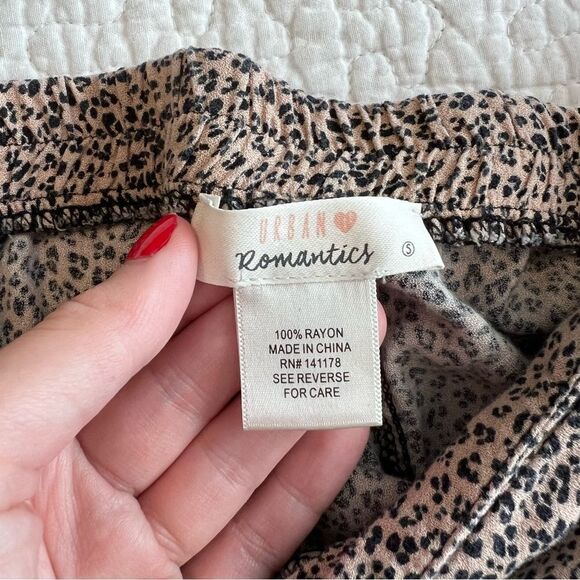 URBAN
Romantics
S
100% RAYON
MADE IN CHINA
RN# 141178
SEE REVERSE
FOR CARE